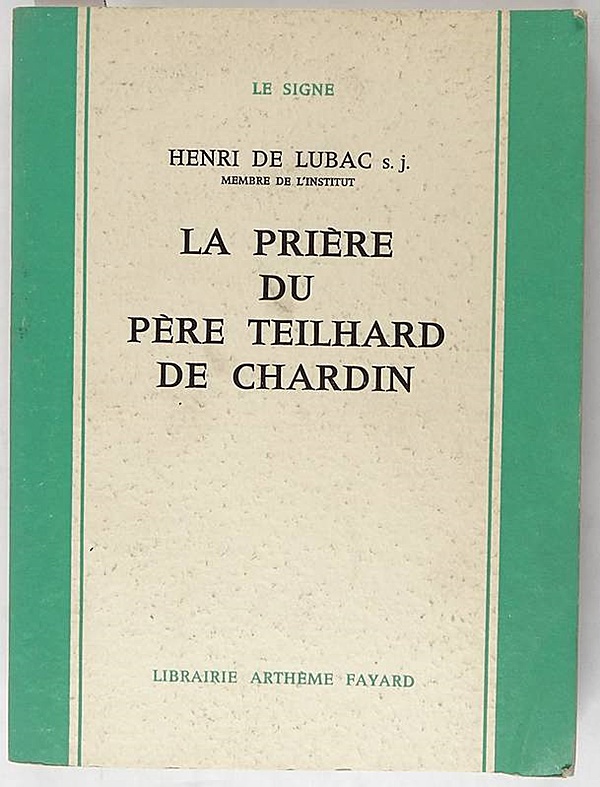 LE SIGNE
HENRI DE LUBAC s. j.
MEMBRE DE L'INSTITUT
LA PRIÈRE
DU
PÈRE TEILHARD
DE CHARDIN
LIBRAIRIE ARTHÈME FAYARD